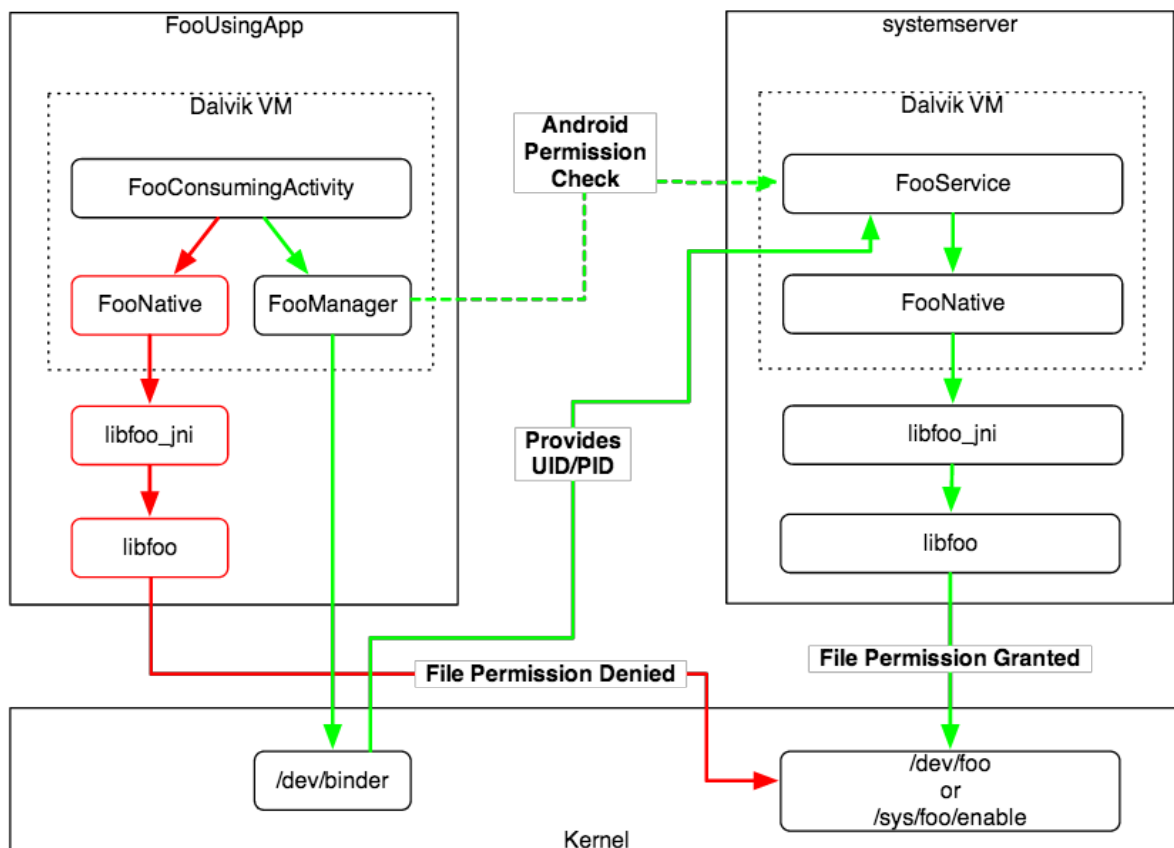 FooUsingApp
Dalvik VM
FooConsumingActivity
FooNative
FooManager
libfoo_jni
libfoo
Android
Permission
Check
Provides
UID/PID
systemserver
Dalvik VM
FooService
FooNative
libfoo_jni
libfoo
File Permission Denied
File Permission Granted
/dev/binder
/dev/foo
or
/sys/foo/enable
Kernel